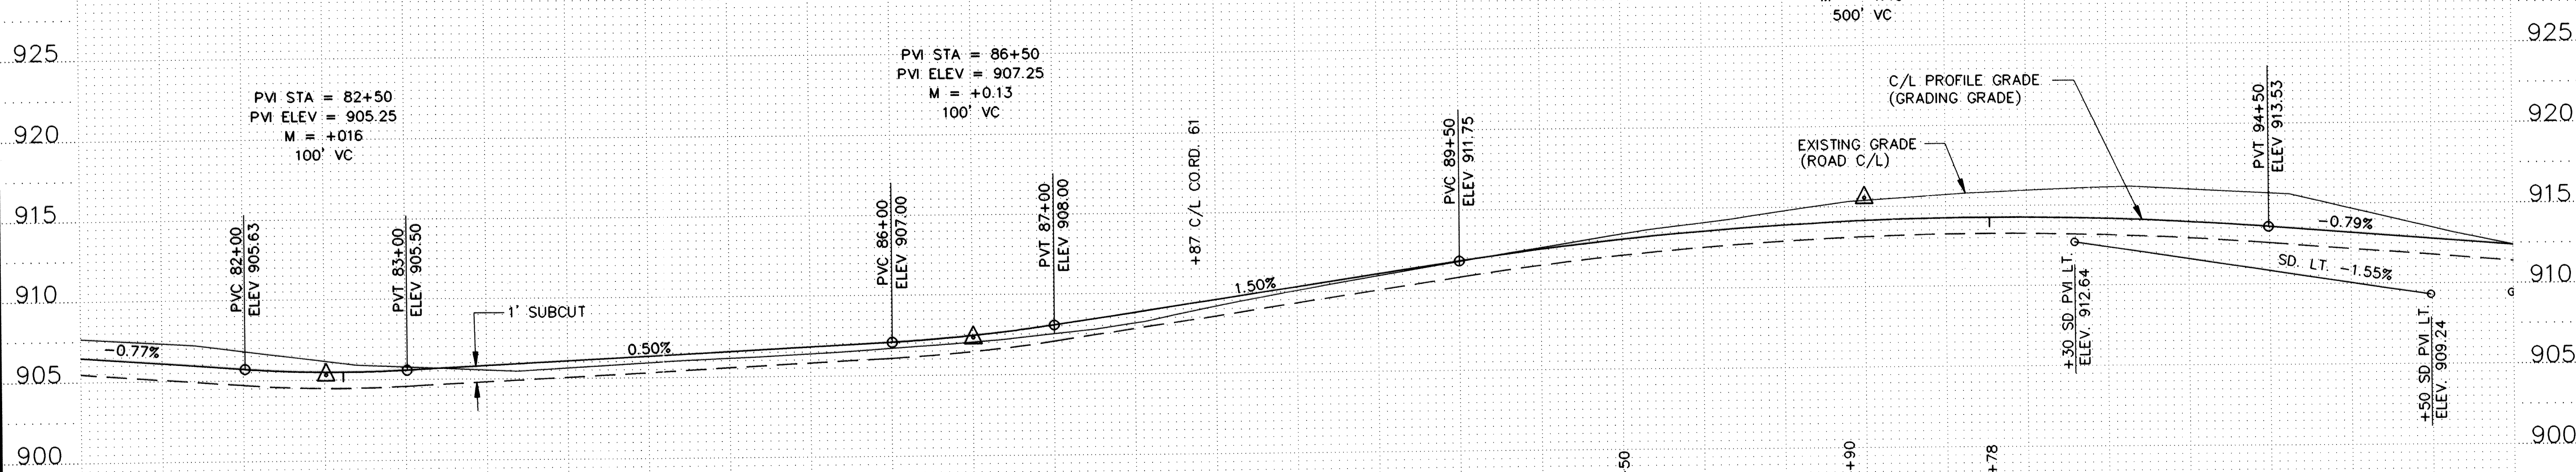 500' VC
925
925
PVI STA = 86+50
PVI ELEV = 907.25
M = +0.13
100' VC
PVI STA = 82+50
PVI ELEV = 905.25
M = +016
100' VC
C/L PROFILE GRADE
(GRADING GRADE)
PVT 94+50
ELEV 913.53
920
920
EXISTING GRADE
(ROAD C/L)
PVC 89+50
ELEV 911.75
+87 C/L CO.RD. 61
915
915
PVC 82+00
ELEV 905.63
PVT 83+00
ELEV 905.50
PVC 86+00
ELEV 907.00
PVT 87+00
ELEV 908.00
-0.79%
910
910
1' SUBCUT
1.50%
SD. LT. -1.55%
+30 SD PVI LT.
ELEV. 912.64
+50 SD PVI LT.
ELEV. 909.24
-0.77%
0.50%
905
905
900
900
50
+90
+78